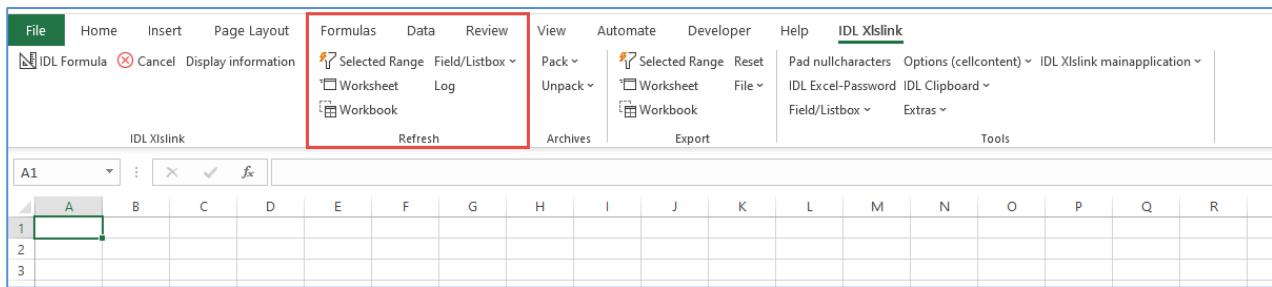 File Home Insert Page Layout Formulas Data Review View Automate Developer Help IDL Xlslink
IDL Formula Cancel Display information Selected Range Field/Listbox Pack Selected Range Reset Pad nullcharacters Options (cellcontent) IDL Xlslink mainapplication
Worksheet Log Unpack Worksheet File IDL Excel-Password IDL Clipboard
Workbook Workbook Field/Listbox Extras
IDL Xlslink Refresh Archives Export Tools
A1 fx
A B C D E F G H I J K L M N O P Q R
1
2
3